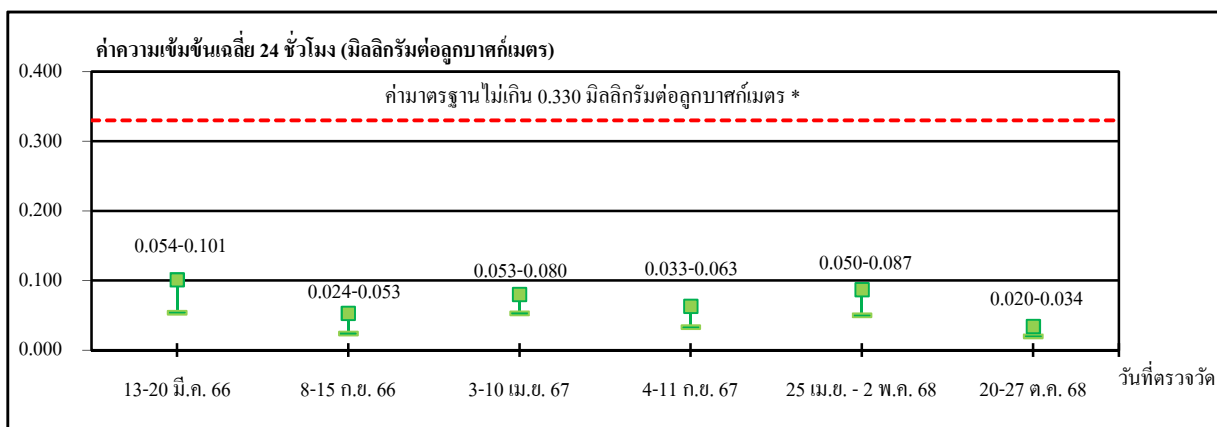 ค่าความเข้มข้นเฉลี่ย 24 ชั่วโมง (มิลลิกรัมต่อลูกบาศก์เมตร)
0.400
ค่ามาตรฐานไม่เกิน 0.330 มิลลิกรัมต่อลูกบาศก์เมตร *
0.300
0.200
0.054-0.101
0.024-0.053
0.053-0.080
0.033-0.063
0.050-0.087
0.020-0.034
0.100
0.000
13-20 มี.ค. 66
8-15 ก.ย. 66
3-10 เม.ย. 67
4-11 ก.ย. 67
25 เม.ย. - 2 พ.ค. 68
20-27 ต.ค. 68
วันที่ตรวจวัด